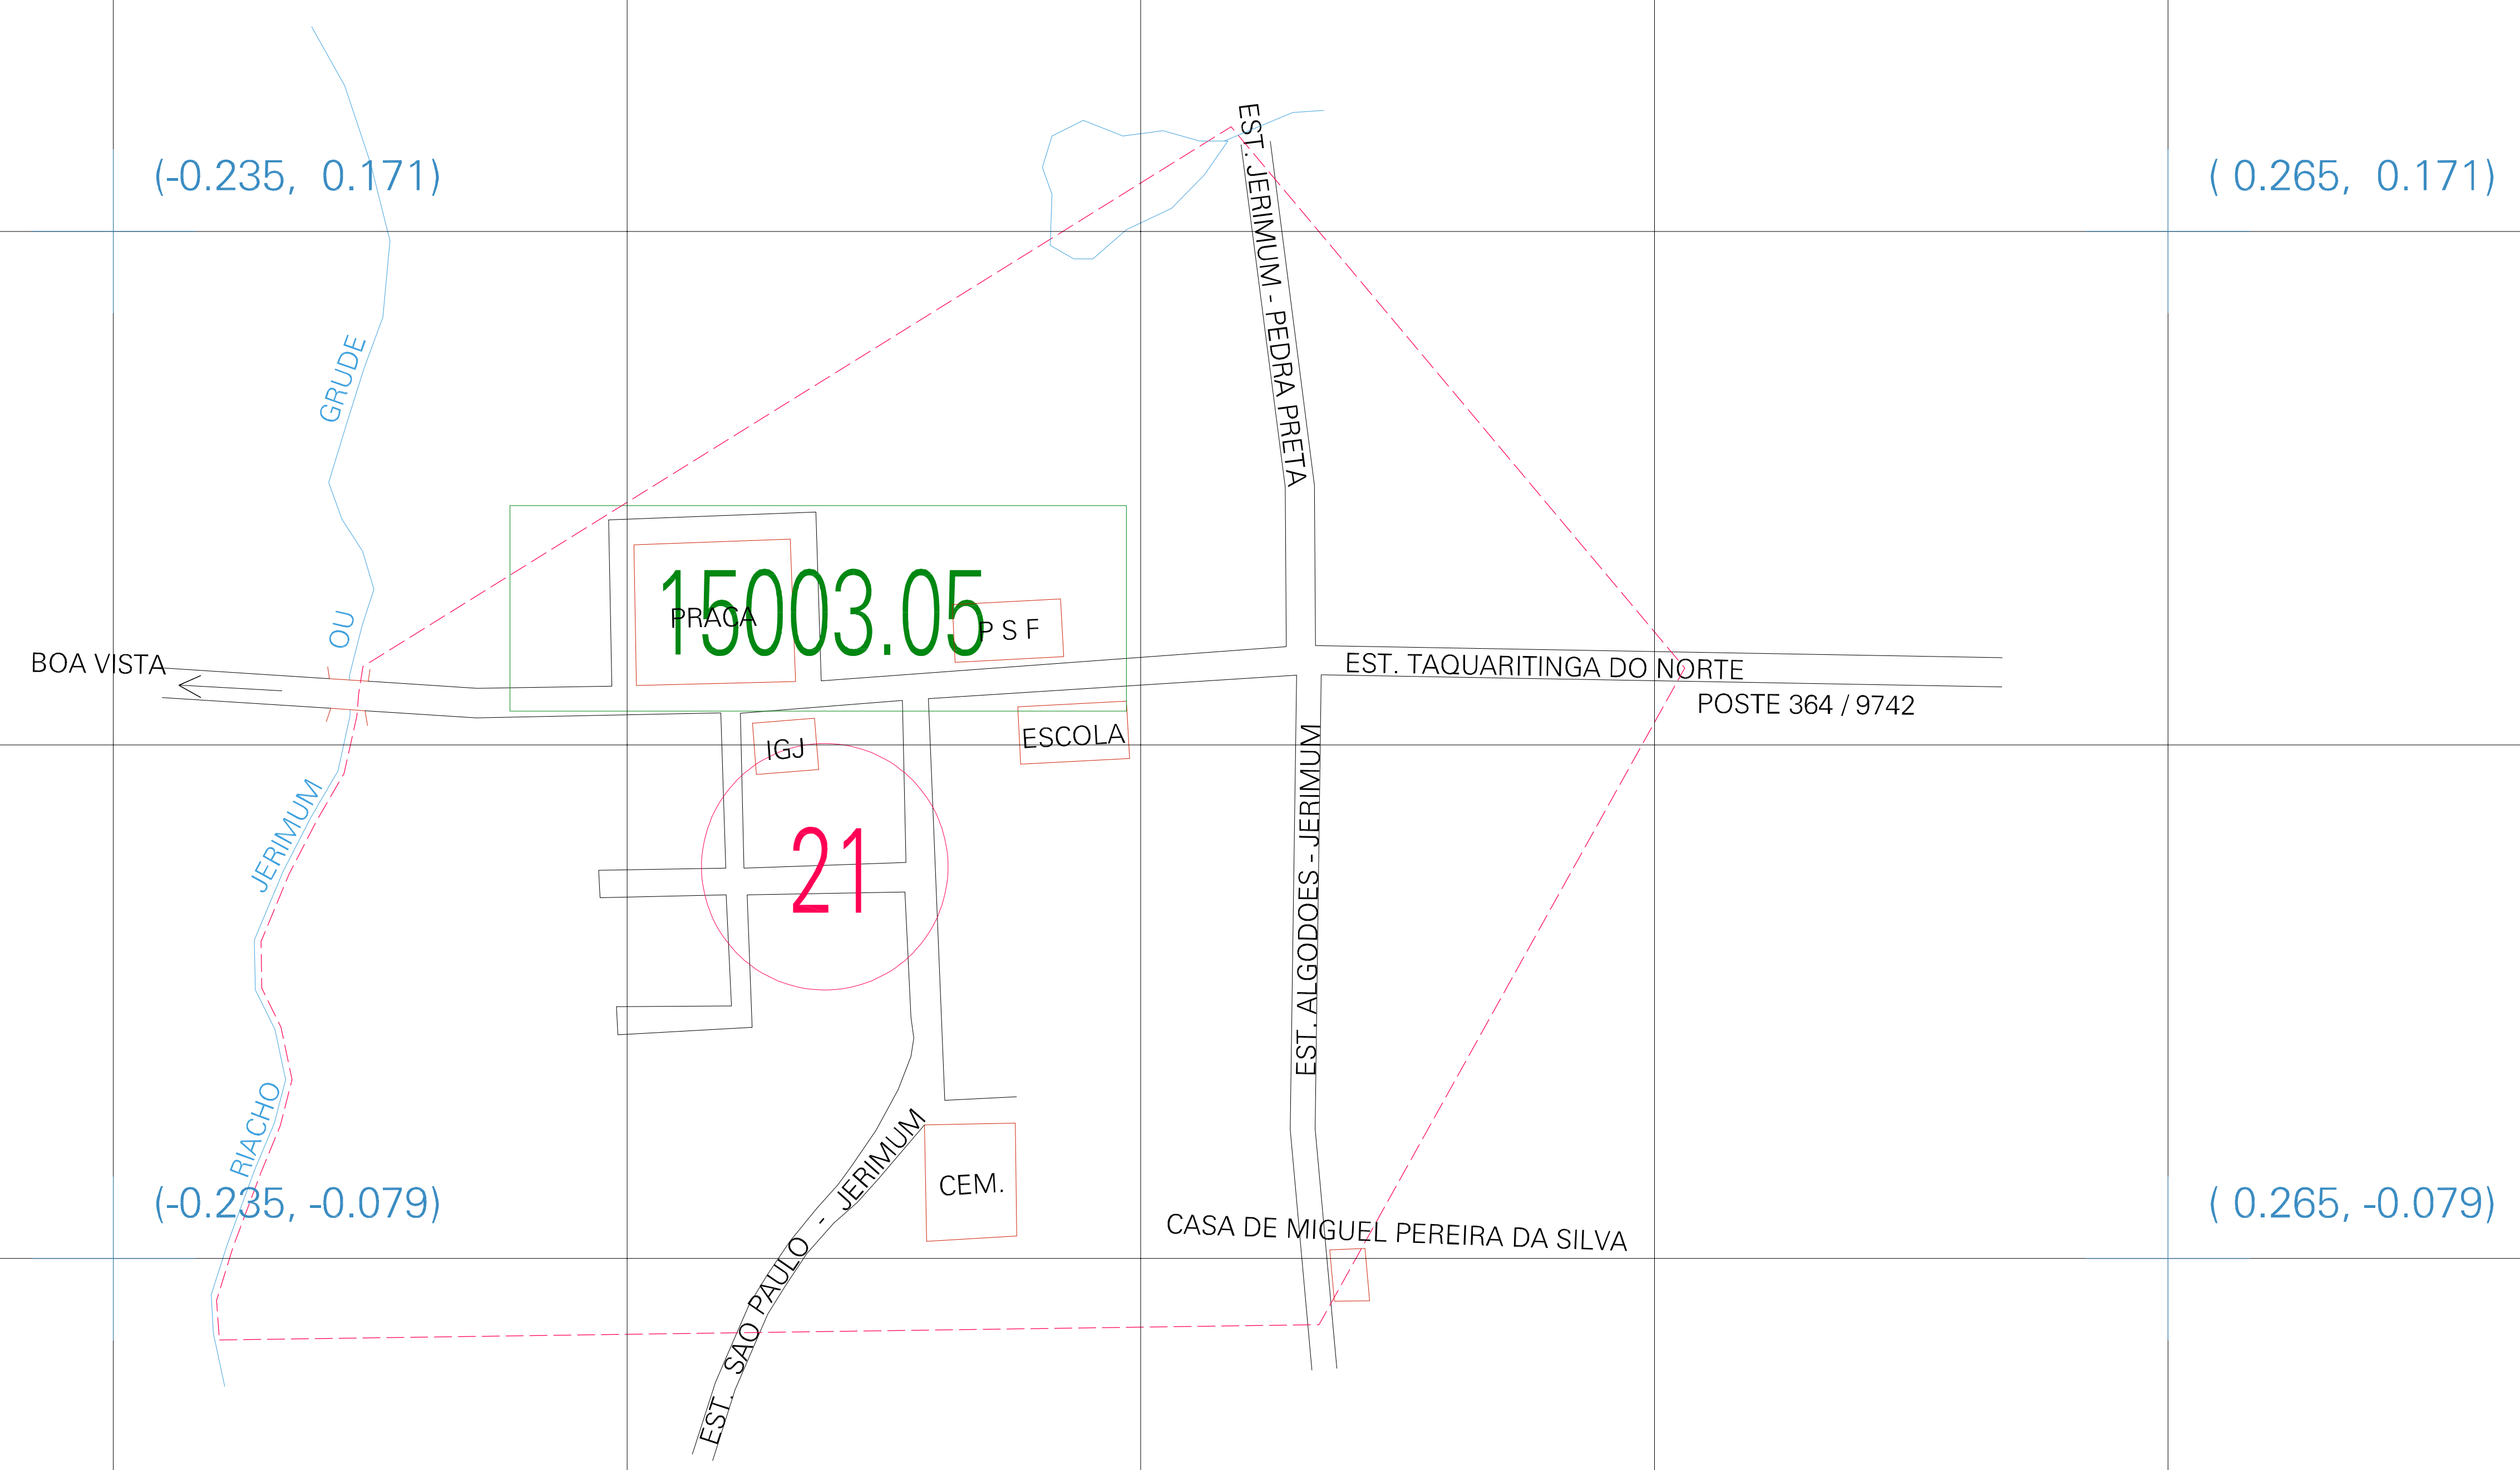 (-0.235,  0.171)
( 0.265,  0.171)
EST. JERIMUM - PEDRA PRETA
GRUDE
OU
15003.05
PRACA
P S F
BOA VISTA
EST. TAQUARITINGA DO NORTE
POSTE 364 / 9742
ESCOLA
IGJ
JERIMUM
21
EST. ALGODOES - JERIMUM
RIACHO
EST. SAO PAULO - JERIMUM
CEM.
(-0.235, -0.079)
( 0.265, -0.079)
CASA DE MIGUEL PEREIRA DA SILVA